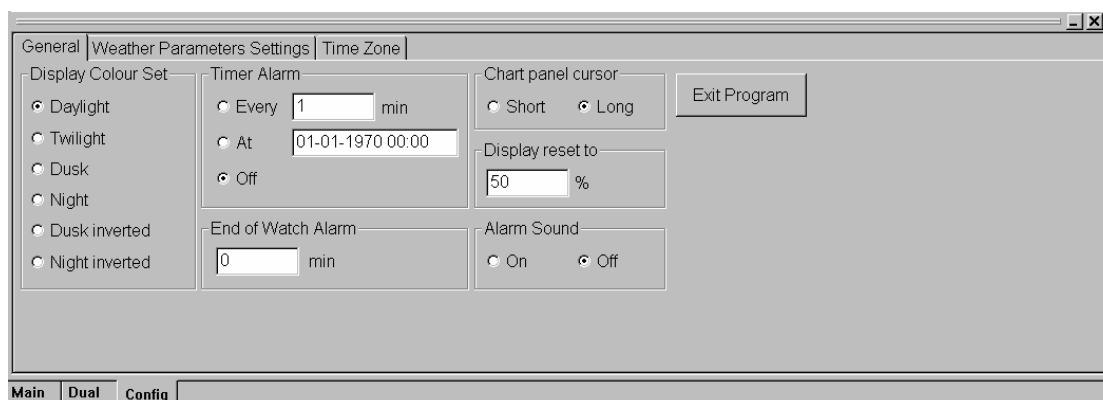 General
Weather Parameters Settings
Time Zone
Display Colour Set
Daylight
Twilight
Dusk
Night
Dusk inverted
Night inverted
Timer Alarm
Every 1 min
At 01-01-1970 00:00
Off
End of Watch Alarm
0 min
Chart panel cursor
Short Long
Display reset to
50 %
Alarm Sound
On Off
Exit Program
Main
Dual
Config